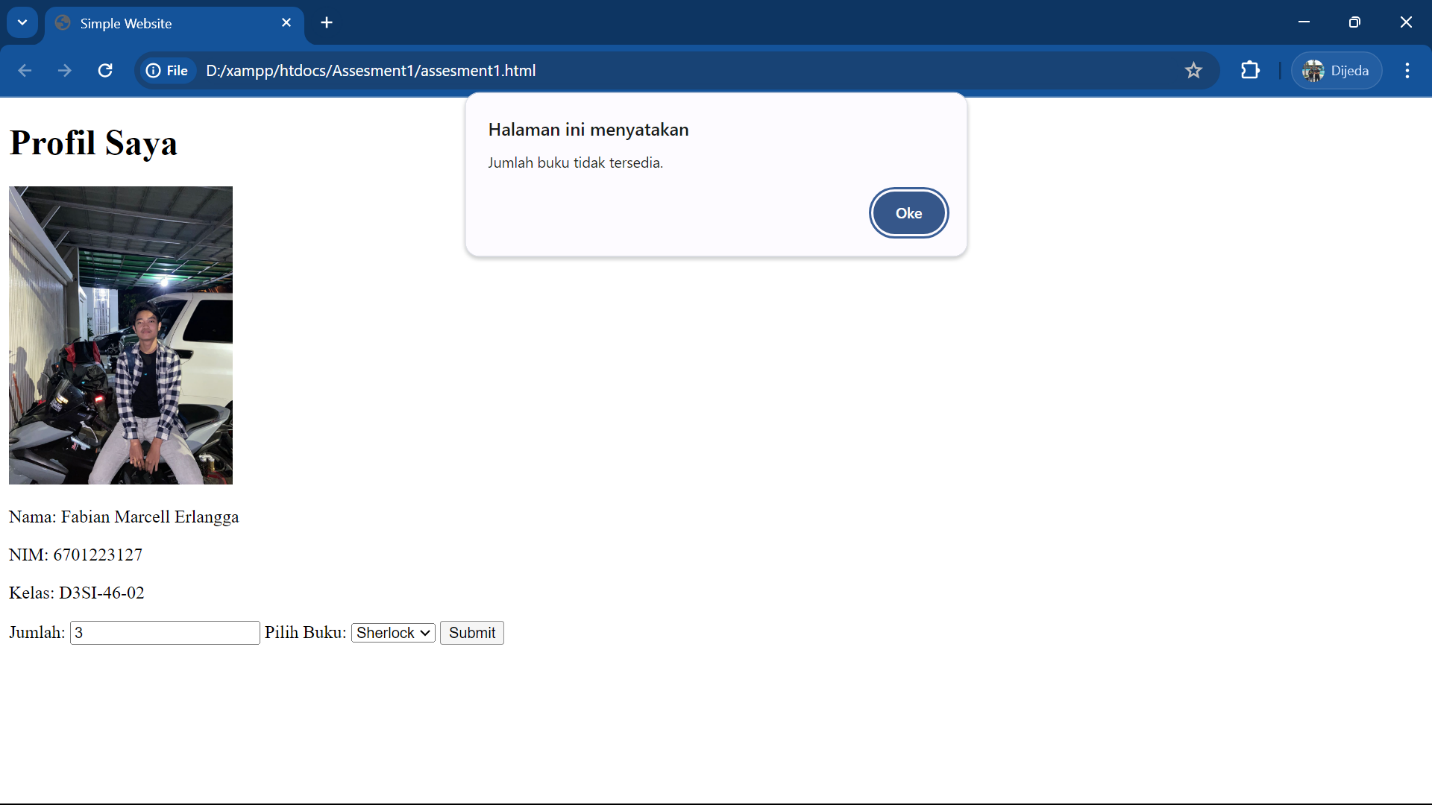 Simple Website
File D:/xampp/htdocs/Assesment1/assesment1.html Dijeda
Halaman ini menyatakan
Jumlah buku tidak tersedia.
Oke
Profil Saya
Nama: Fabian Marcell Erlangga
NIM: 6701223127
Kelas: D3SI-46-02
Jumlah: 3 Pilih Buku: Sherlock Submit